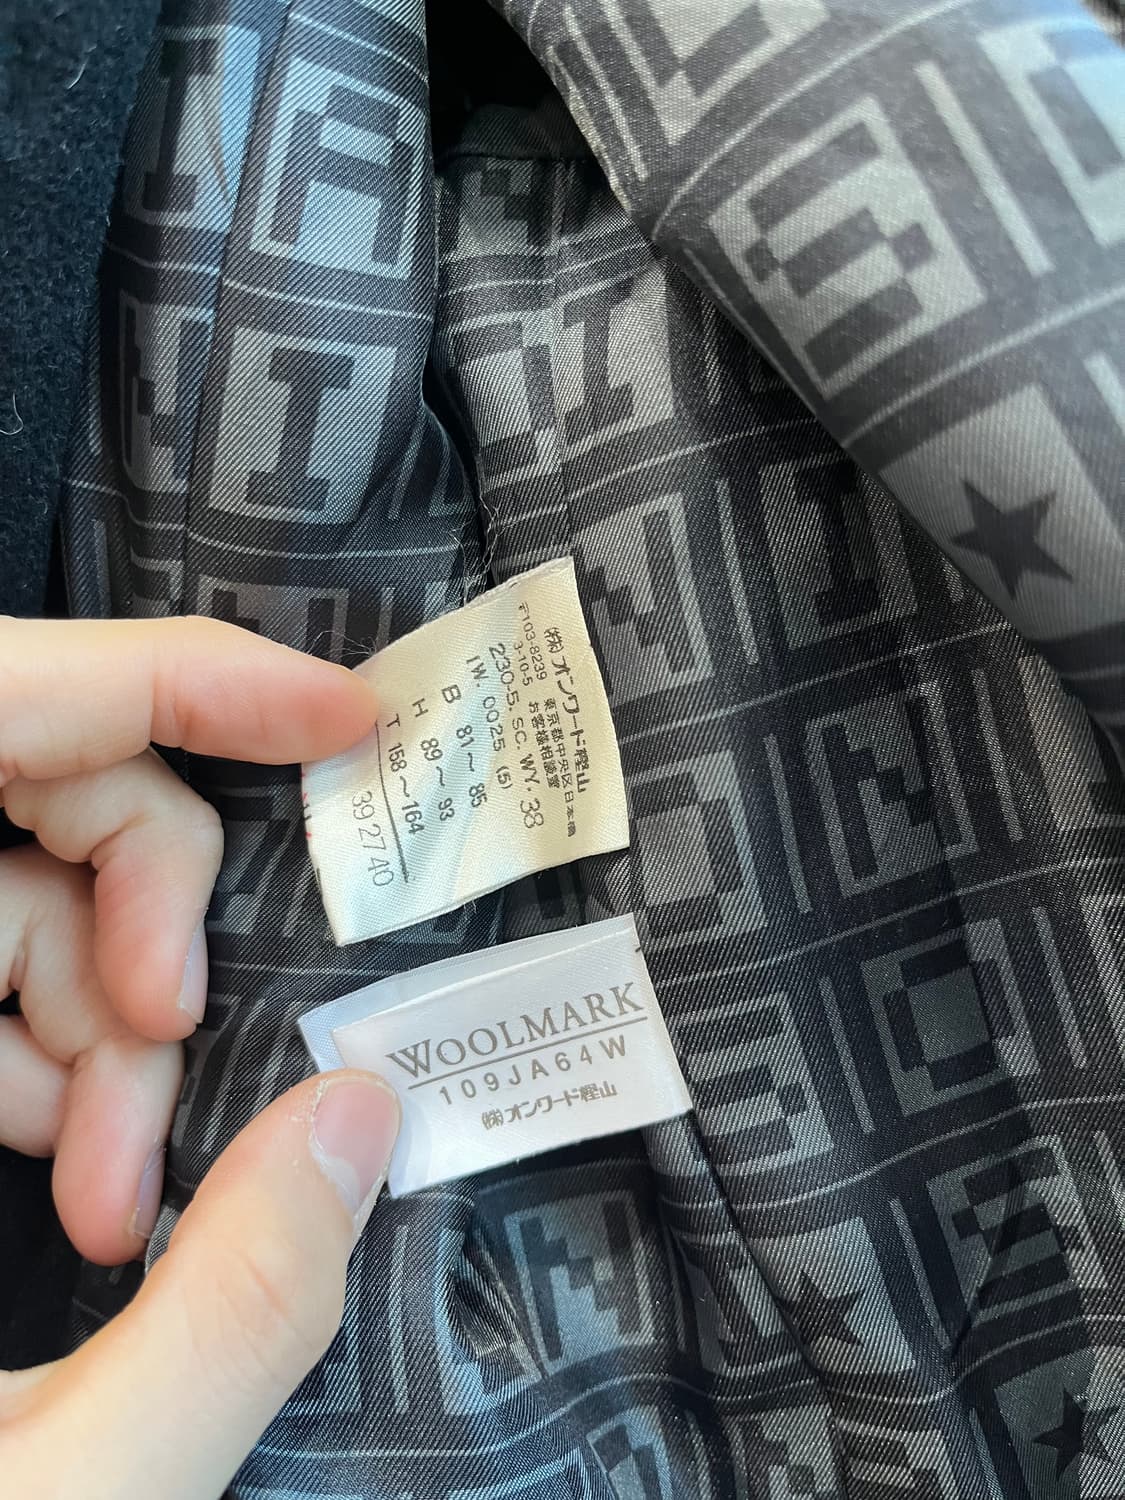 (株)オンワード樫山
〒103-8239 東京都中央区日本橋
3-10-5 お客様相談室
230-5. SC. WY. 38
IW. 0025 (5)
B 81〜85
H 89〜93
T 158〜164
392740
WOOLMARK
109JA64W
(株)オンワード樫山